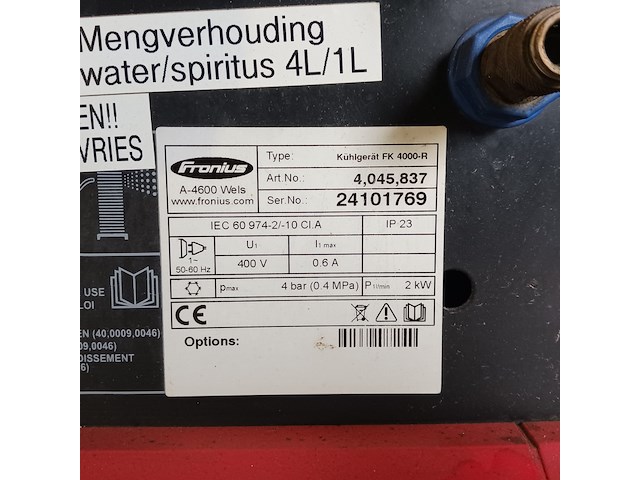 Mengverhouding
water/spiritus 4L/1L
EN!!
VRIES
Fronius
A-4600 Wels
www.fronius.com
Type: Kühlgerät FK 4000-R
Art.No.: 4,045,837
Ser.No.: 24101769
IEC 60 974-2/-10 Cl.A IP 23
1~
50-60 Hz
U1 I1 max
400 V 0.6 A
pmax 4 bar (0.4 MPa) P1l/min 2 kW
CE
Options:
USE
LOI
EN (40,0009,0046)
9,0046)
DISSEMENT
6)